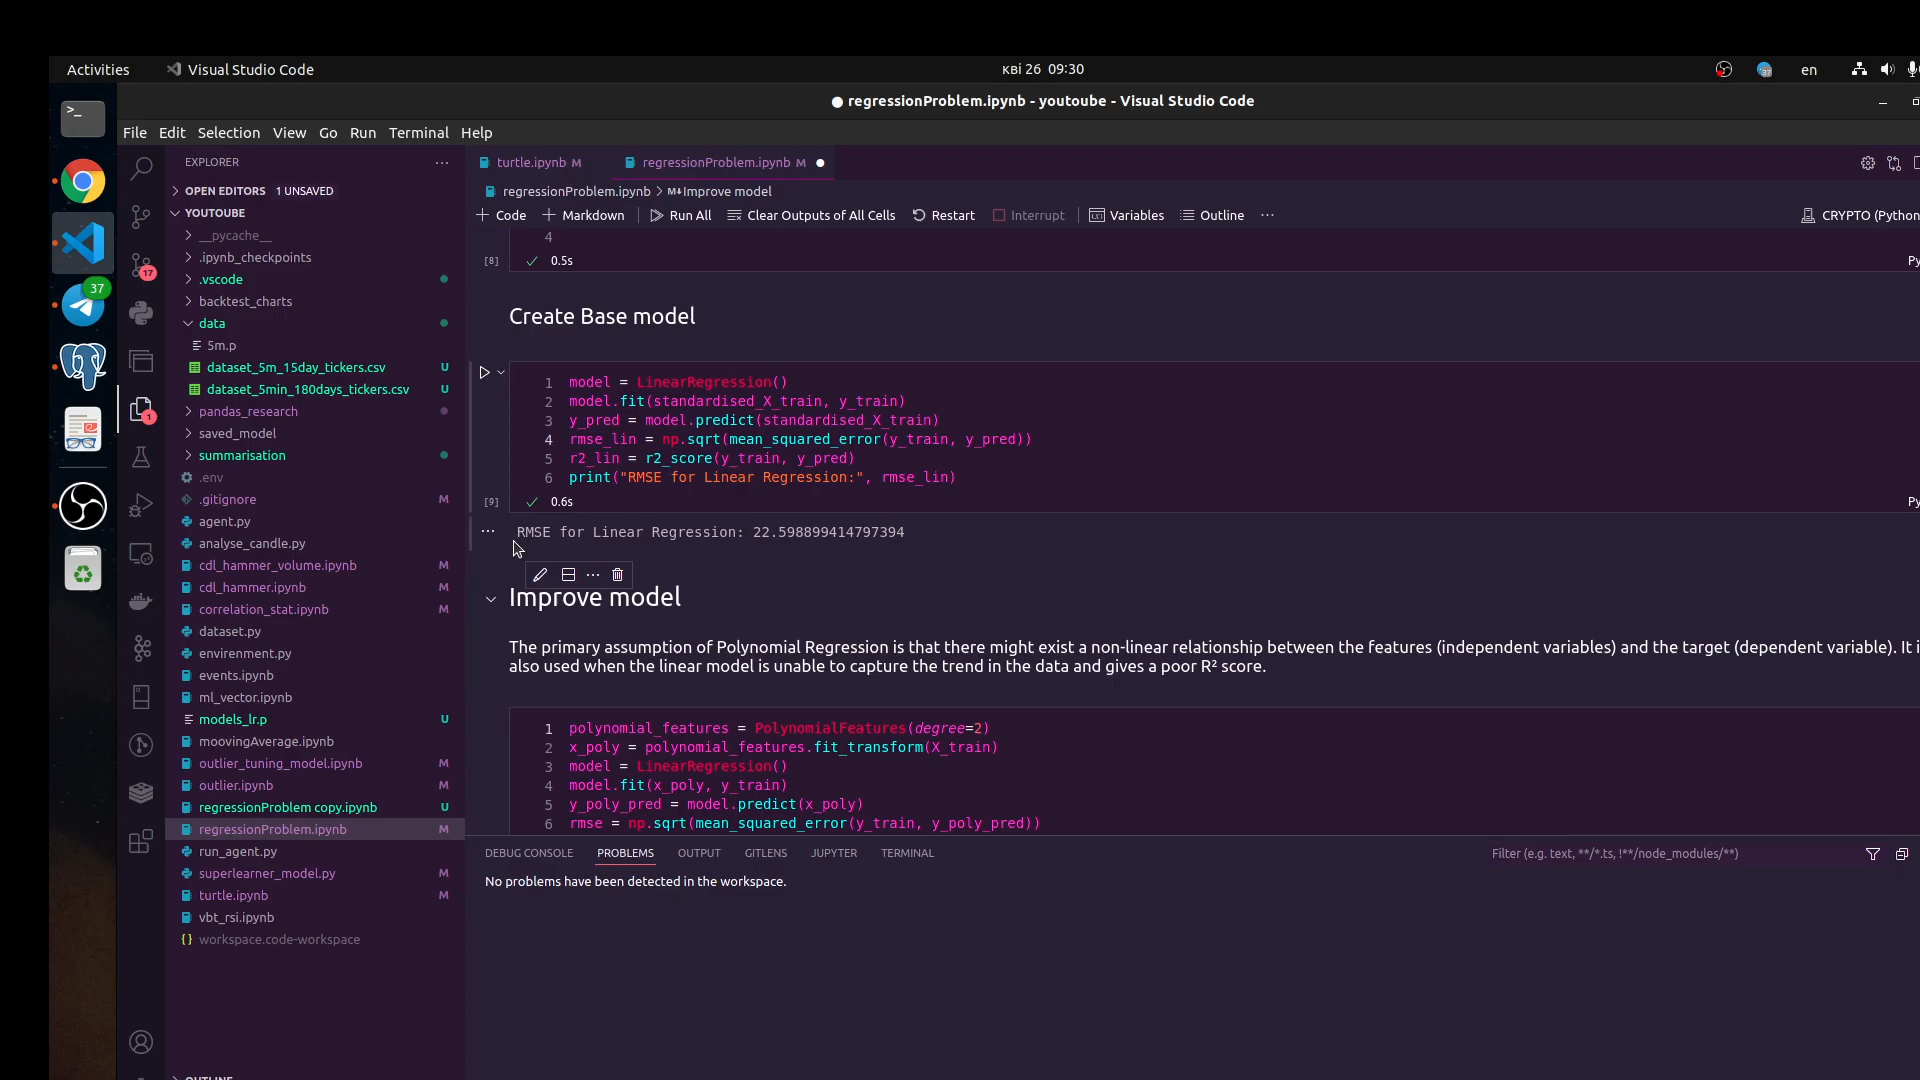 Activities
Visual Studio Code
кві 26 09:30
37
en
regressionProblem.ipynb - youtoube - Visual Studio Code
File Edit Selection View Go Run Terminal Help
37
17
1
EXPLORER
OPEN EDITORS 1 UNSAVED
YOUTOUBE
__pycache__
.ipynb_checkpoints
.vscode
backtest_charts
data
5m.p
dataset_5m_15day_tickers.csv U
dataset_5min_180days_tickers.csv U
pandas_research
saved_model
summarisation
.env
.gitignore M
agent.py
analyse_candle.py
cdl_hammer_volume.ipynb M
cdl_hammer.ipynb M
correlation_stat.ipynb M
dataset.py
envirenment.py
events.ipynb
ml_vector.ipynb
models_lr.p U
moovingAverage.ipynb
outlier_tuning_model.ipynb M
outlier.ipynb M
regressionProblem copy.ipynb U
regressionProblem.ipynb M
run_agent.py
superlearner_model.py M
turtle.ipynb M
vbt_rsi.ipynb
workspace.code-workspace
OUTLINE
turtle.ipynb M
regressionProblem.ipynb M
regressionProblem.ipynb > M↓Improve model
Code Markdown Run All Clear Outputs of All Cells Restart Interrupt Variables Outline
CRYPTO (Python
4
[8] 0.5s
Py
Create Base model
1 model = LinearRegression()
2 model.fit(standardised_X_train, y_train)
3 y_pred = model.predict(standardised_X_train)
4 rmse_lin = np.sqrt(mean_squared_error(y_train, y_pred))
5 r2_lin = r2_score(y_train, y_pred)
6 print("RMSE for Linear Regression:", rmse_lin)
[9] 0.6s
Py
RMSE for Linear Regression: 22.598899414797394
Improve model
The primary assumption of Polynomial Regression is that there might exist a non-linear relationship between the features (independent variables) and the target (dependent variable). It i
also used when the linear model is unable to capture the trend in the data and gives a poor R² score.
1 polynomial_features = PolynomialFeatures(degree=2)
2 x_poly = polynomial_features.fit_transform(X_train)
3 model = LinearRegression()
4 model.fit(x_poly, y_train)
5 y_poly_pred = model.predict(x_poly)
6 rmse = np.sqrt(mean_squared_error(y_train, y_poly_pred))
DEBUG CONSOLE PROBLEMS OUTPUT GITLENS JUPYTER TERMINAL
Filter (e.g. text, **/*.ts, !**/node_modules/**)
No problems have been detected in the workspace.